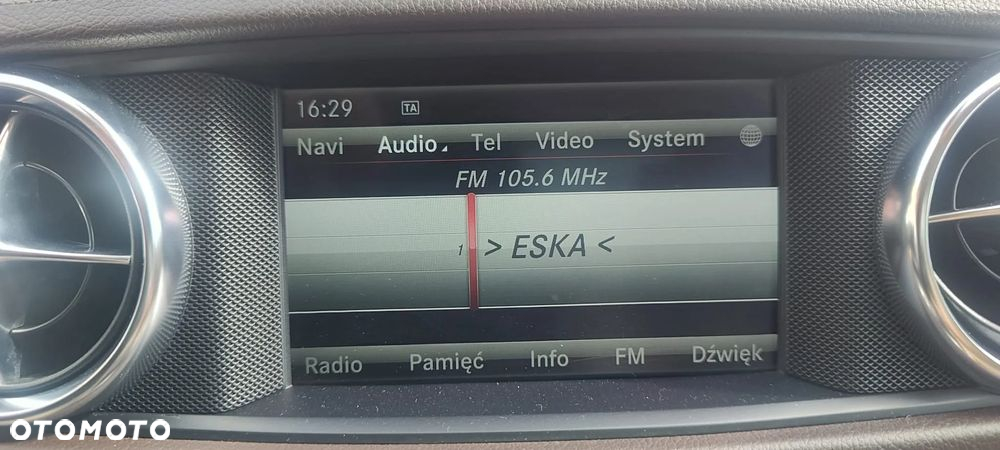 16:29 TA
Navi Audio Tel Video System
FM 105.6 MHz
1 > ESKA <
Radio Pamięć Info FM Dźwięk
OTOMOTO